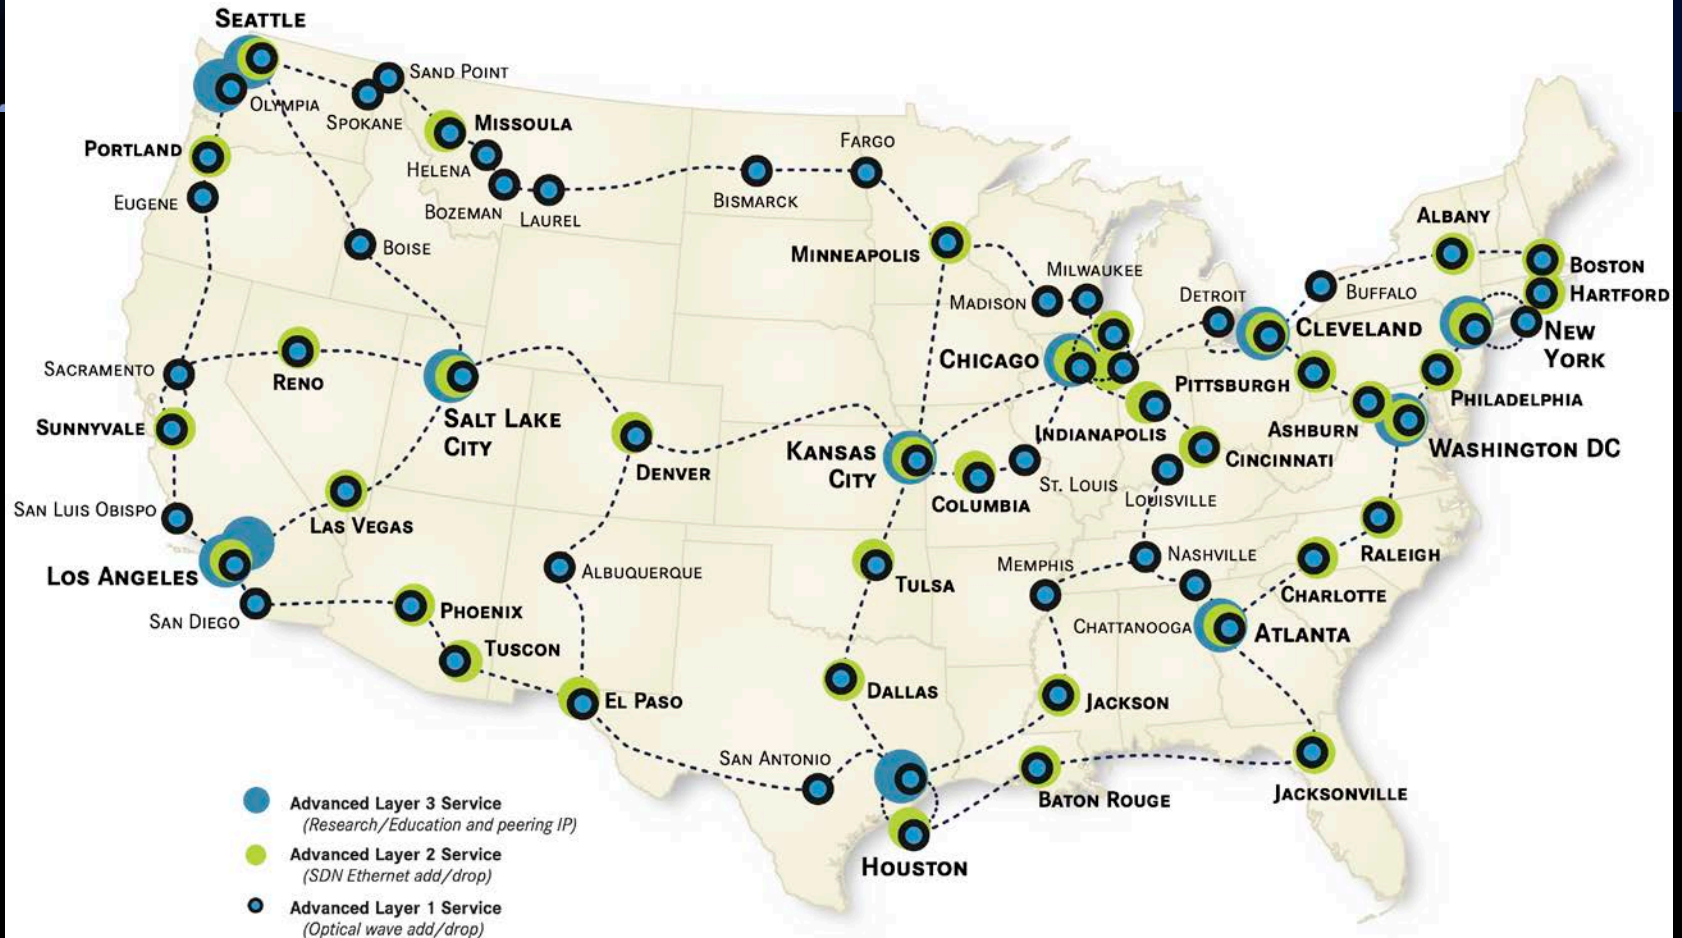 SEATTLE
SAND POINT
OLYMPIA
SPOKANE
MISSOULA
PORTLAND
HELENA
EUGENE
BOZEMAN
LAUREL
BISMARCK
FARGO
BOISE
MINNEAPOLIS
MILWAUKEE
MADISON
DETROIT
BUFFALO
ALBANY
BOSTON
HARTFORD
CLEVELAND
NEW
YORK
CHICAGO
SACRAMENTO
RENO
PITTSBURGH
PHILADELPHIA
SUNNYVALE
SALT LAKE
CITY
DENVER
KANSAS
CITY
INDIANAPOLIS
ASHBURN
WASHINGTON DC
CINCINNATI
COLUMBIA
ST. LOUIS
LOUISVILLE
SAN LUIS OBISPO
LAS VEGAS
LOS ANGELES
ALBUQUERQUE
TULSA
MEMPHIS
NASHVILLE
RALEIGH
CHARLOTTE
SAN DIEGO
PHOENIX
TUSCON
CHATTANOOGA
ATLANTA
EL PASO
DALLAS
JACKSON
SAN ANTONIO
BATON ROUGE
JACKSONVILLE
HOUSTON
Advanced Layer 3 Service
(Research/Education and peering IP)
Advanced Layer 2 Service
(SDN Ethernet add/drop)
Advanced Layer 1 Service
(Optical wave add/drop)